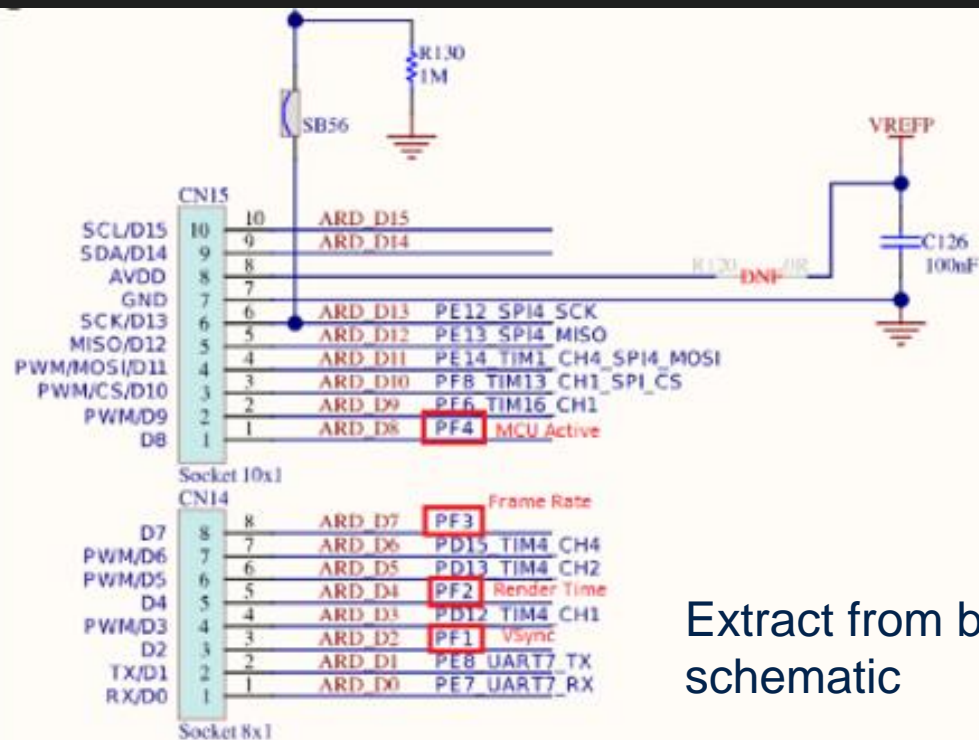 R130
1M
SB56
VREFP
CN15
SCL/D15 10 10 ARD_D15
SDA/D14 9 9 ARD_D14
AVDD 8 8 R120 0R DNF
C126
100nF
GND 7 7
SCK/D13 6 6 ARD_D13 PE12_SPI4_SCK
MISO/D12 5 5 ARD_D12 PE13_SPI4_MISO
PWM/MOSI/D11 4 4 ARD_D11 PE14_TIM1_CH4_SPI4_MOSI
PWM/CS/D10 3 3 ARD_D10 PF8_TIM13_CH1_SPI_CS
PWM/D9 2 2 ARD_D9 PF6_TIM16_CH1
D8 1 1 ARD_D8 PF4 MCU Active
Socket 10x1
CN14
Frame Rate
D7 8 8 ARD_D7 PF3
PWM/D6 7 7 ARD_D6 PD15_TIM4_CH4
PWM/D5 6 6 ARD_D5 PD13_TIM4_CH2
D4 5 5 ARD_D4 PF2 Render Time
PWM/D3 4 4 ARD_D3 PD12_TIM4_CH1
D2 3 3 ARD_D2 PF1 VSync
TX/D1 2 2 ARD_D1 PE8_UART7_TX
RX/D0 1 1 ARD_D0 PE7_UART7_RX
Socket 8x1
Extract from b
schematic